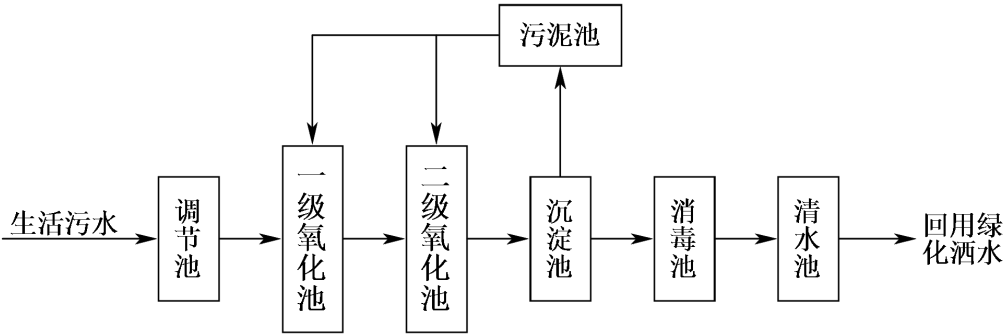 污泥池
生活污水
调节池
一级氧化池
二级氧化池
沉淀池
消毒池
清水池
回用绿
化洒水